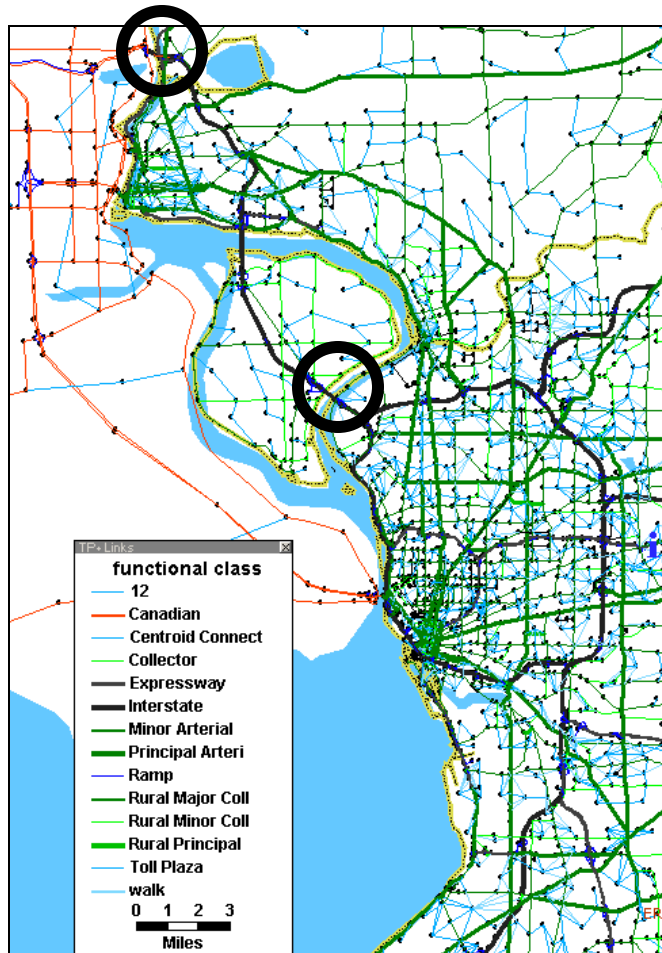 TP+ Links
functional class
12
Canadian
Centroid Connect
Collector
Expressway
Interstate
Minor Arterial
Principal Arteri
Ramp
Rural Major Coll
Rural Minor Coll
Rural Principal
Toll Plaza
walk
0 1 2 3
Miles